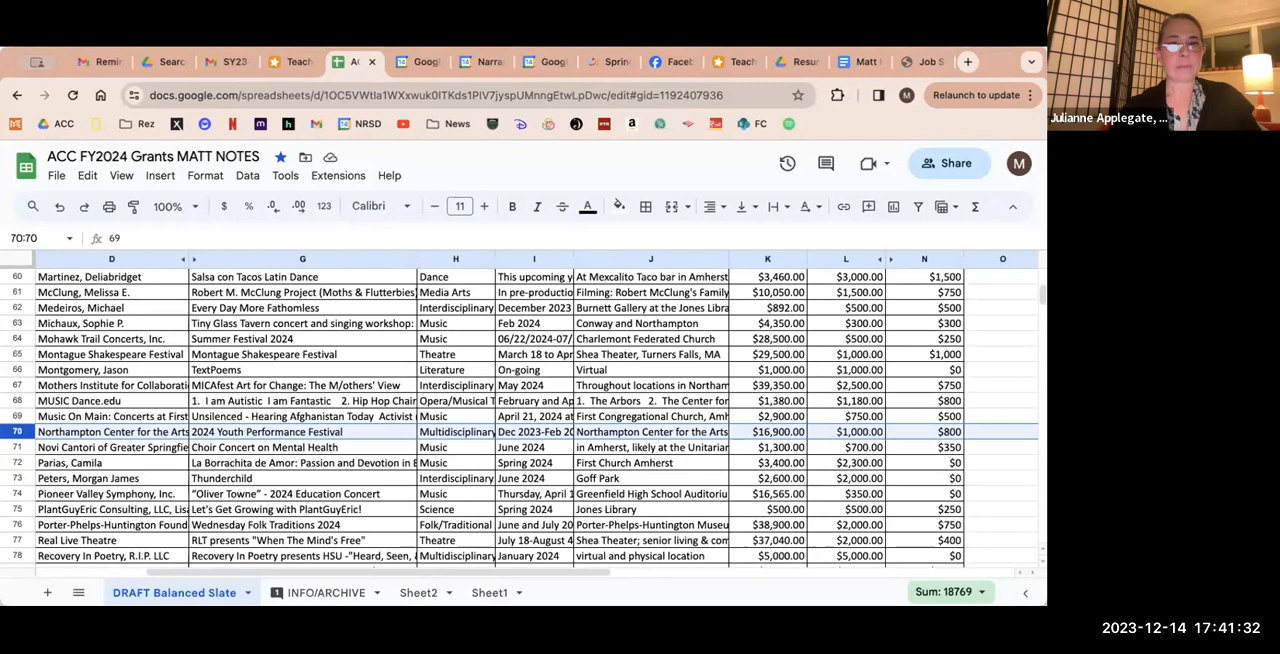 Remir
Searc
SY23
Teach
AC
Googl
Narra
Googl
Sprin
Faceb
Teach
Resur
Matt
Job S
docs.google.com/spreadsheets/d/1OC5VWtIa1WXxwuk0ITKds1PIV7jyspUMnngEtwLpDwc/edit#gid=1192407936
M
Relaunch to update
ACC
Rez
NRSD
News
FC
Julianne Applegate, ...
ACC FY2024 Grants MATT NOTES
File Edit View Insert Format Data Tools Extensions Help
Share
M
100% $ % .0 .00 123 Calibri 11 B I A
70:70 fx 69
D G H I J K L N O
60 Martinez, Deliabridget Salsa con Tacos Latin Dance Dance This upcoming y At Mexcalito Taco bar in Amherst $3,460.00 $3,000.00 $1,500
61 McClung, Melissa E. Robert M. McClung Project (Moths & Flutterbies) Media Arts In pre-productio Filming: Robert McClung's Family $10,050.00 $1,500.00 $750
62 Medeiros, Michael Every Day More Fathomless Interdisciplinary December 2023 Burnett Gallery at the Jones Libra $892.00 $500.00 $500
63 Michaux, Sophie P. Tiny Glass Tavern concert and singing workshop: Music Feb 2024 Conway and Northampton $4,350.00 $300.00 $300
64 Mohawk Trail Concerts, Inc. Summer Festival 2024 Music 06/22/2024-07/ Charlemont Federated Church $28,500.00 $500.00 $250
65 Montague Shakespeare Festival Montague Shakespeare Festival Theatre March 18 to Apr Shea Theater, Turners Falls, MA $29,500.00 $1,000.00 $1,000
66 Montgomery, Jason TextPoems Literature On-going Virtual $1,000.00 $1,000.00 $0
67 Mothers Institute for Collaborati MICAfest Art for Change: The M/others' View Interdisciplinary May 2024 Throughout locations in Northam $39,350.00 $2,500.00 $750
68 MUSIC Dance.edu 1. I am Autistic I am Fantastic 2. Hip Hop Chair Opera/Musical T February and Ap 1. The Arbors 2. The Center for $1,380.00 $1,180.00 $800
69 Music On Main: Concerts at First Unsilenced - Hearing Afghanistan Today Activist Music April 21, 2024 at First Congregational Church, Amh $2,900.00 $750.00 $500
70 Northampton Center for the Arts 2024 Youth Performance Festival Multidisciplinary Dec 2023-Feb 20 Northampton Center for the Arts $16,900.00 $1,000.00 $800
71 Novi Cantori of Greater Springfie Choir Concert on Mental Health Music June 2024 in Amherst, likely at the Unitarian $1,300.00 $700.00 $350
72 Parias, Camila La Borrachita de Amor: Passion and Devotion in E Music Spring 2024 First Church Amherst $3,400.00 $2,300.00 $0
73 Peters, Morgan James Thunderchild Interdisciplinary June 2024 Goff Park $2,600.00 $2,000.00 $0
74 Pioneer Valley Symphony, Inc. “Oliver Towne” - 2024 Education Concert Music Thursday, April 1 Greenfield High School Auditoriu $16,565.00 $350.00 $0
75 PlantGuyEric Consulting, LLC, Lisa Let's Get Growing with PlantGuyEric! Science Spring 2024 Jones Library $500.00 $500.00 $250
76 Porter-Phelps-Huntington Found Wednesday Folk Traditions 2024 Folk/Traditional June and July 20 Porter-Phelps-Huntington Museu $38,900.00 $2,000.00 $750
77 Real Live Theatre RLT presents "When The Mind's Free" Theatre July 18-August 4 Shea Theater; senior living & com $37,040.00 $2,000.00 $400
78 Recovery In Poetry, R.I.P. LLC Recovery In Poetry presents HSU -"Heard, Seen, Multidisciplinary January 2024 virtual and physical location $5,000.00 $5,000.00 $0
DRAFT Balanced Slate
1 INFO/ARCHIVE
Sheet2
Sheet1
Sum: 18769
2023-12-14 17:41:32